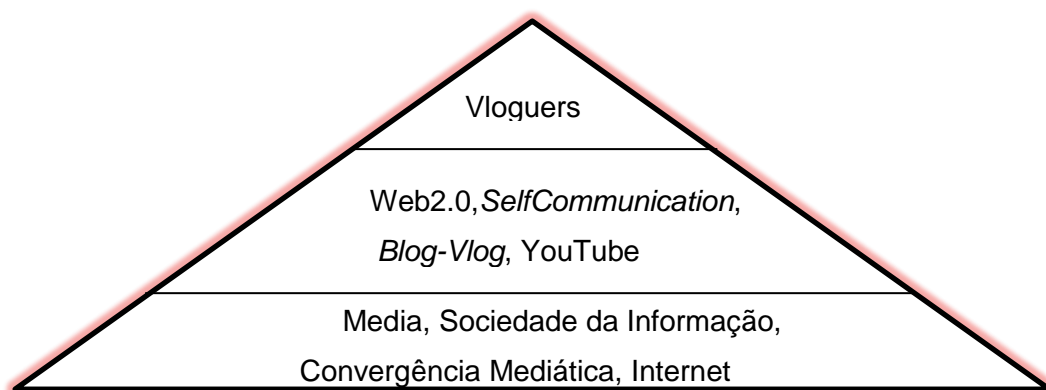 Vloguers
Web2.0,SelfCommunication,
Blog-Vlog, YouTube
Media, Sociedade da Informação,
Convergência Mediática, Internet